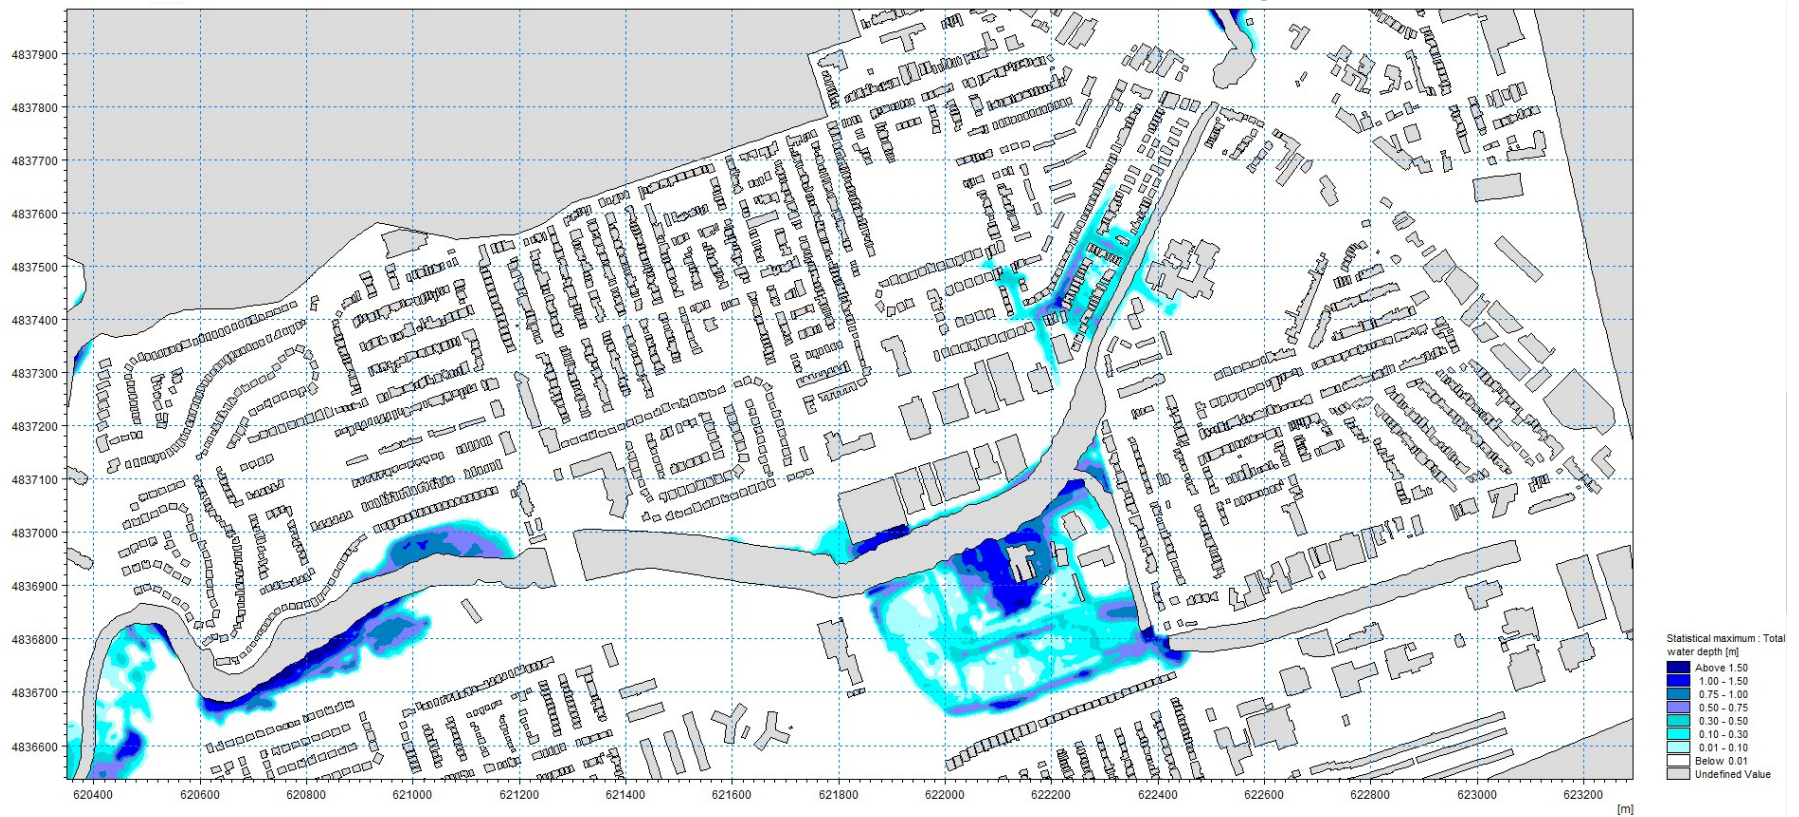 4837900
4837800
4837700
4837600
4837500
4837400
4837300
4837200
4837100
4837000
4836900
4836800
4836700
4836600
620400 620600 620800 621000 621200 621400 621600 621800 622000 622200 622400 622600 622800 623000 623200
[m]
Statistical maximum : Total
water depth [m]
Above 1.50
1.00 - 1.50
0.75 - 1.00
0.50 - 0.75
0.30 - 0.50
0.10 - 0.30
0.01 - 0.10
Below 0.01
Undefined Value